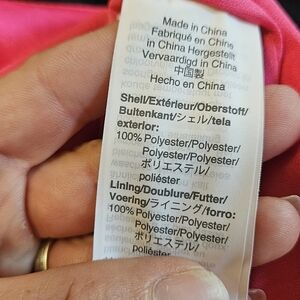 Made in China
Fabriqué en Chine
in China Hergestellt
Vervaardigd in China
中国製
Hecho en China
Shell/Extérieur/Oberstoff/
Buitenkant/シェル/tela
exterior:
100% Polyester/Polyester/
Polyester/Polyester/
ポリエステル/
poliéster
Lining/Doublure/Futter/
Voering/ライニング/forro:
100% Polyester/Polyester/
Polyester/Polyester/
ポリエステル/
poliéster